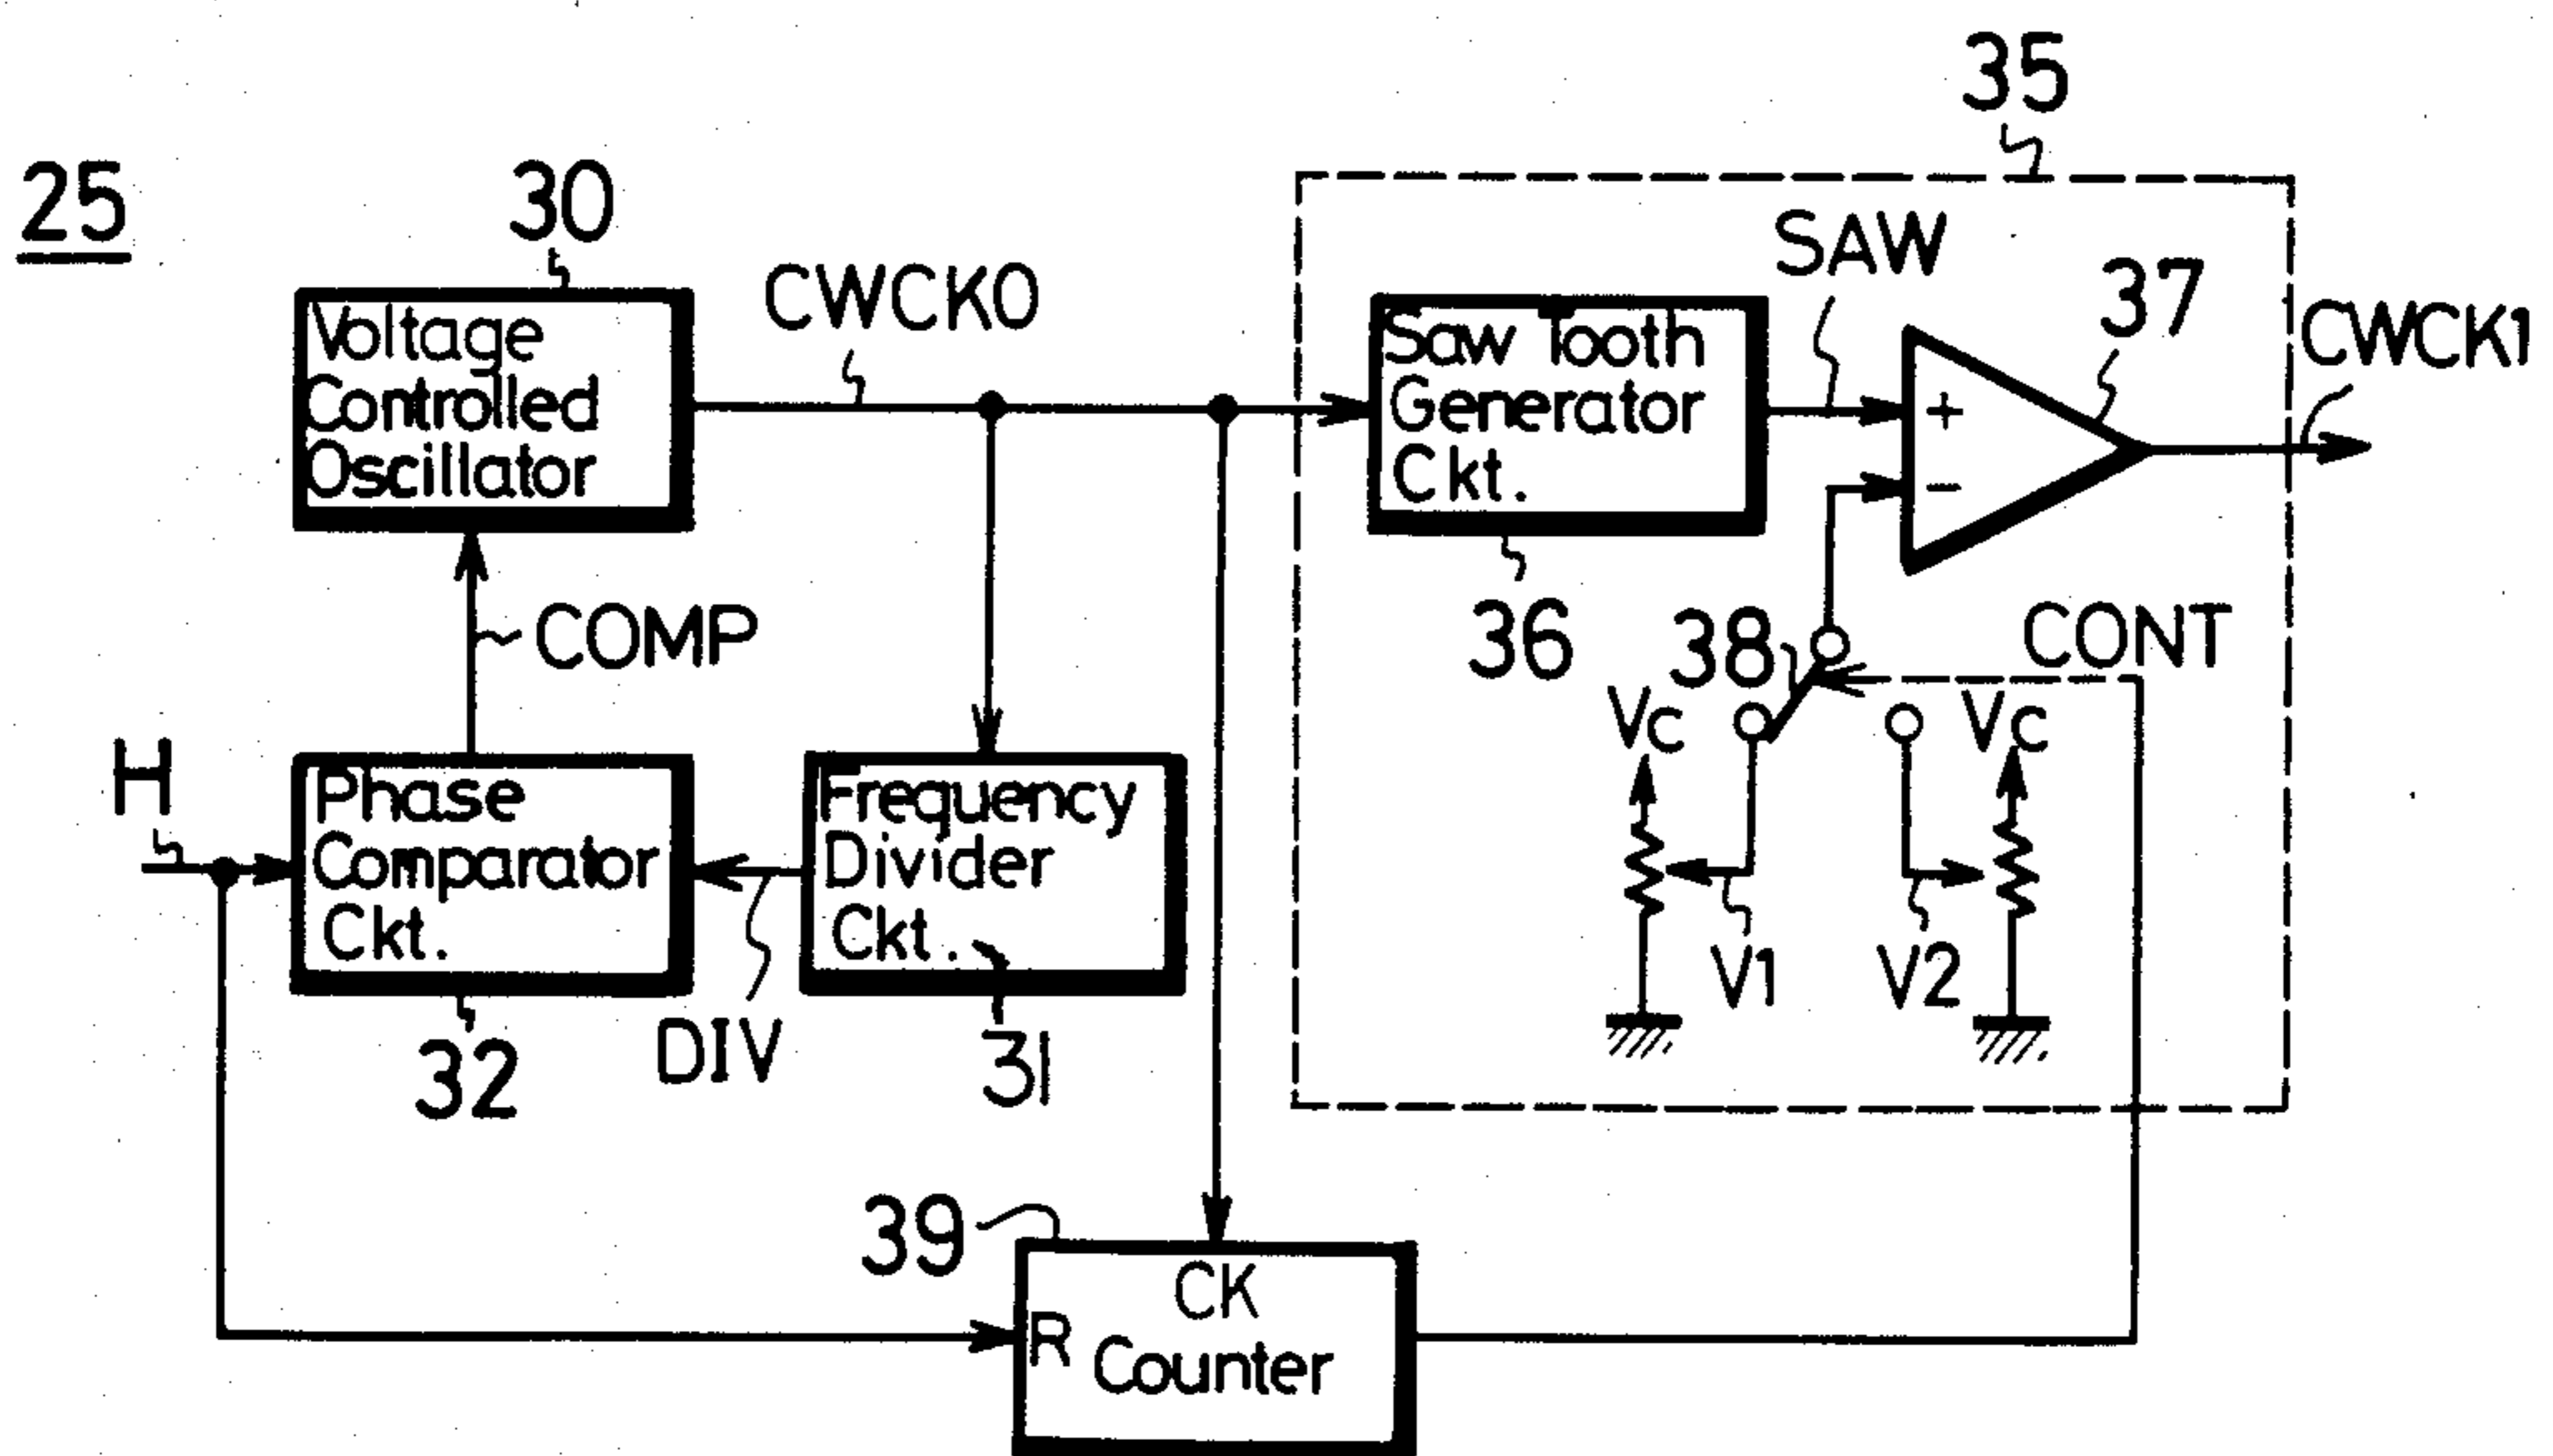 35
25
30
CWCK0
SAW
37
CWCK1
Voltage
Controlled
Oscillator
Saw Tooth
Generator
Ckt.
+
−
COMP
36
38
CONT
Vc
Vc
H
Phase
Comparator
Ckt.
Frequency
Divider
Ckt.
V1
V2
32
DIV
31
39
CK
R
Counter